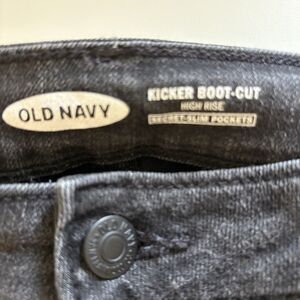 OLD NAVY
KICKER BOOT-CUT
HIGH RISE
SECRET-SLIM POCKETS